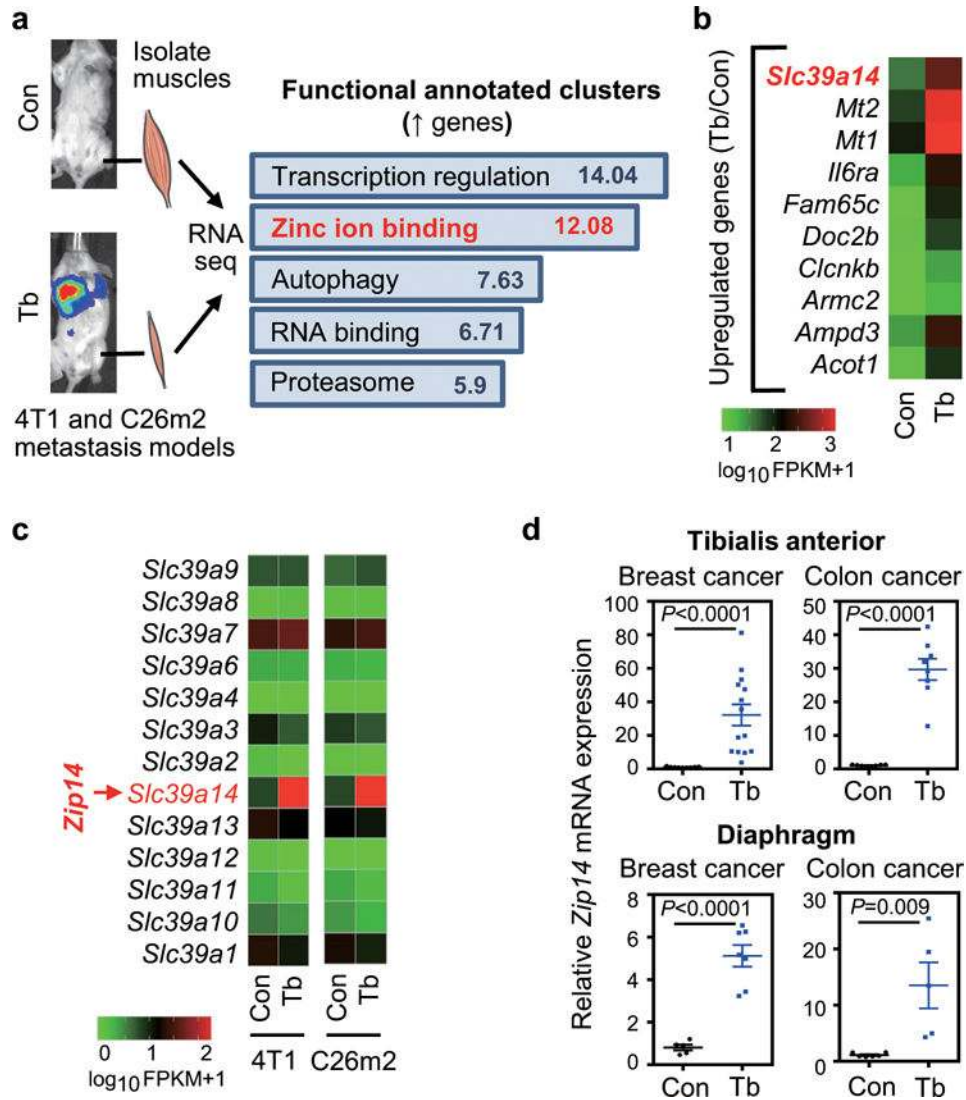 a
Con
Isolate
muscles
Tb
RNA
seq
4T1 and C26m2
metastasis models
Functional annotated clusters
(↑ genes)
Transcription regulation 14.04
Zinc ion binding 12.08
Autophagy 7.63
RNA binding 6.71
Proteasome 5.9
b
Upregulated genes (Tb/Con)
Slc39a14
Mt2
Mt1
Il6ra
Fam65c
Doc2b
Clcnkb
Armc2
Ampd3
Acot1
Con Tb
1 2 3
log10 FPKM+1
c
Slc39a9
Slc39a8
Slc39a7
Slc39a6
Slc39a4
Slc39a3
Slc39a2
Zip14
Slc39a14
Slc39a13
Slc39a12
Slc39a11
Slc39a10
Slc39a1
Con Tb Con Tb
4T1 C26m2
0 1 2
log10 FPKM+1
d
Relative Zip14 mRNA expression
Tibialis anterior
Breast cancer
P<0.0001
100
80
60
40
20
0
Con Tb
Colon cancer
P<0.0001
50
40
30
20
10
0
Con Tb
Diaphragm
Breast cancer
P<0.0001
8
6
4
2
0
Con Tb
Colon cancer
P=0.009
30
20
10
0
Con Tb